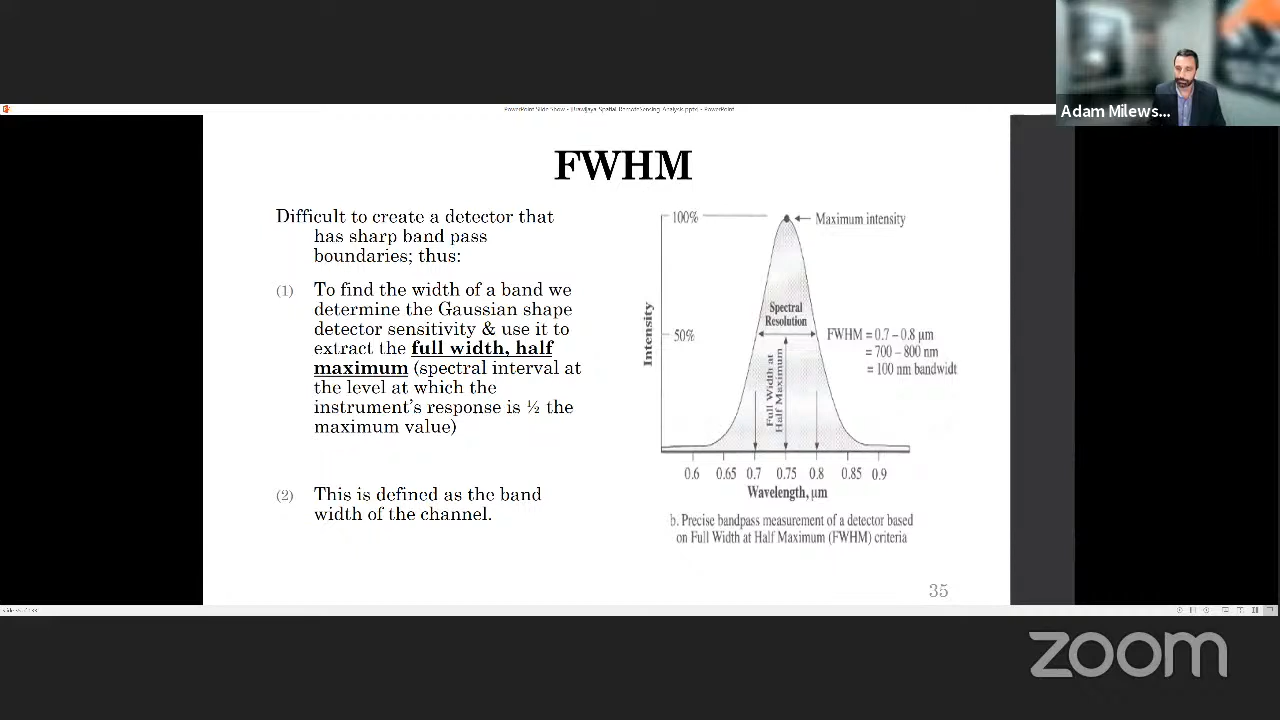 Adam Milews...
FWHM
Difficult to create a detector that
has sharp band pass
boundaries; thus:
(1) To find the width of a band we
determine the Gaussian shape
detector sensitivity & use it to
extract the full width, half
maximum (spectral interval at
the level at which the
instrument's response is ½ the
maximum value)
(2) This is defined as the band
width of the channel.
100%
Maximum intensity
Spectral
Resolution
50%
FWHM = 0.7 – 0.8 µm
= 700 – 800 nm
= 100 nm bandwidt
Intensity
Full Width at
Half Maximum
0.6 0.65 0.7 0.75 0.8 0.85 0.9
Wavelength, µm
b. Precise bandpass measurement of a detector based
on Full Width at Half Maximum (FWHM) criteria
35
zoom